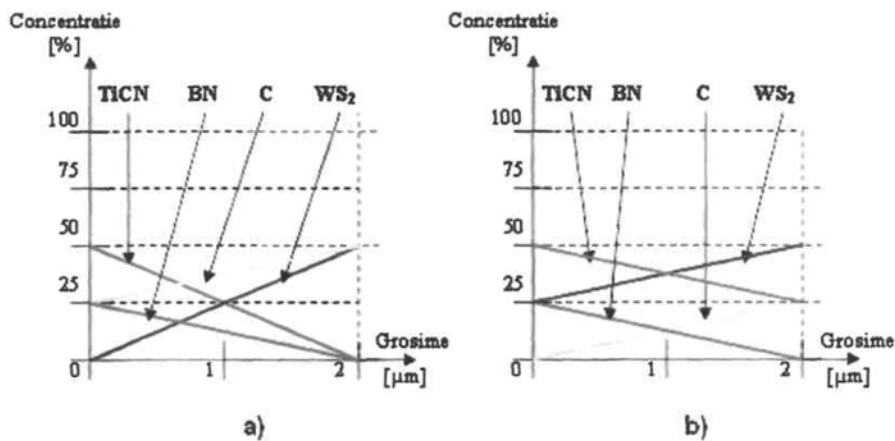 Concentratie
[%]
TiCN BN C WS₂
100
75
50
25
0
1
2
Grosime
[μm]
a)
Concentratie
[%]
TiCN BN C WS₂
100
75
50
25
0
1
2
Grosime
[μm]
b)